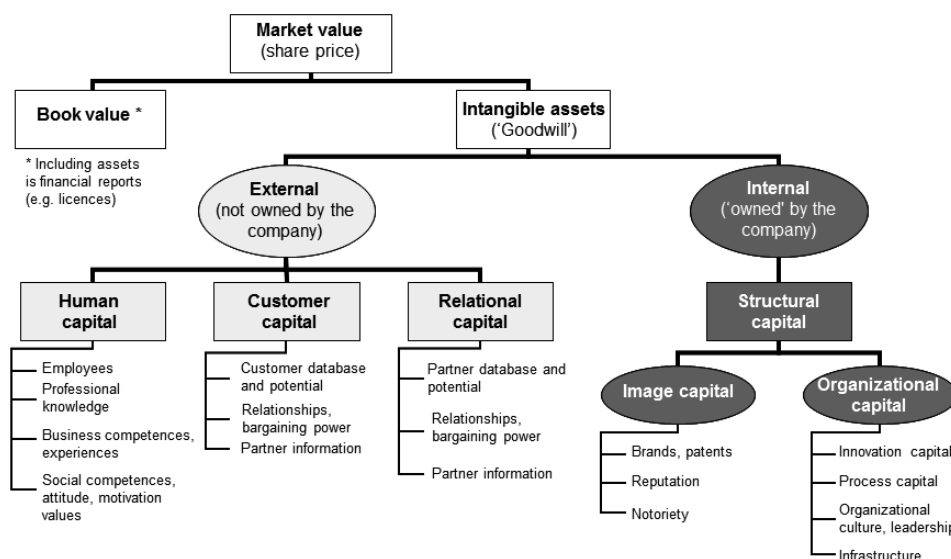 Market value
(share price)
Book value *
Intangible assets
(‘Goodwill’)
* Including assets
is financial reports
(e.g. licences)
External
(not owned by the
company)
Internal
(‘owned' by the
company)
Human
capital
Customer
capital
Relational
capital
Structural
capital
Employees
Professional
knowledge
Business competences,
experiences
Social competences,
attitude, motivation
values
Customer database
and potential
Relationships,
bargaining power
Partner information
Partner database and
potential
Relationships,
bargaining power
Partner information
Image capital
Organizational
capital
Brands, patents
Reputation
Notoriety
Innovation capital
Process capital
Organizational
culture, leadership
Infrastructure